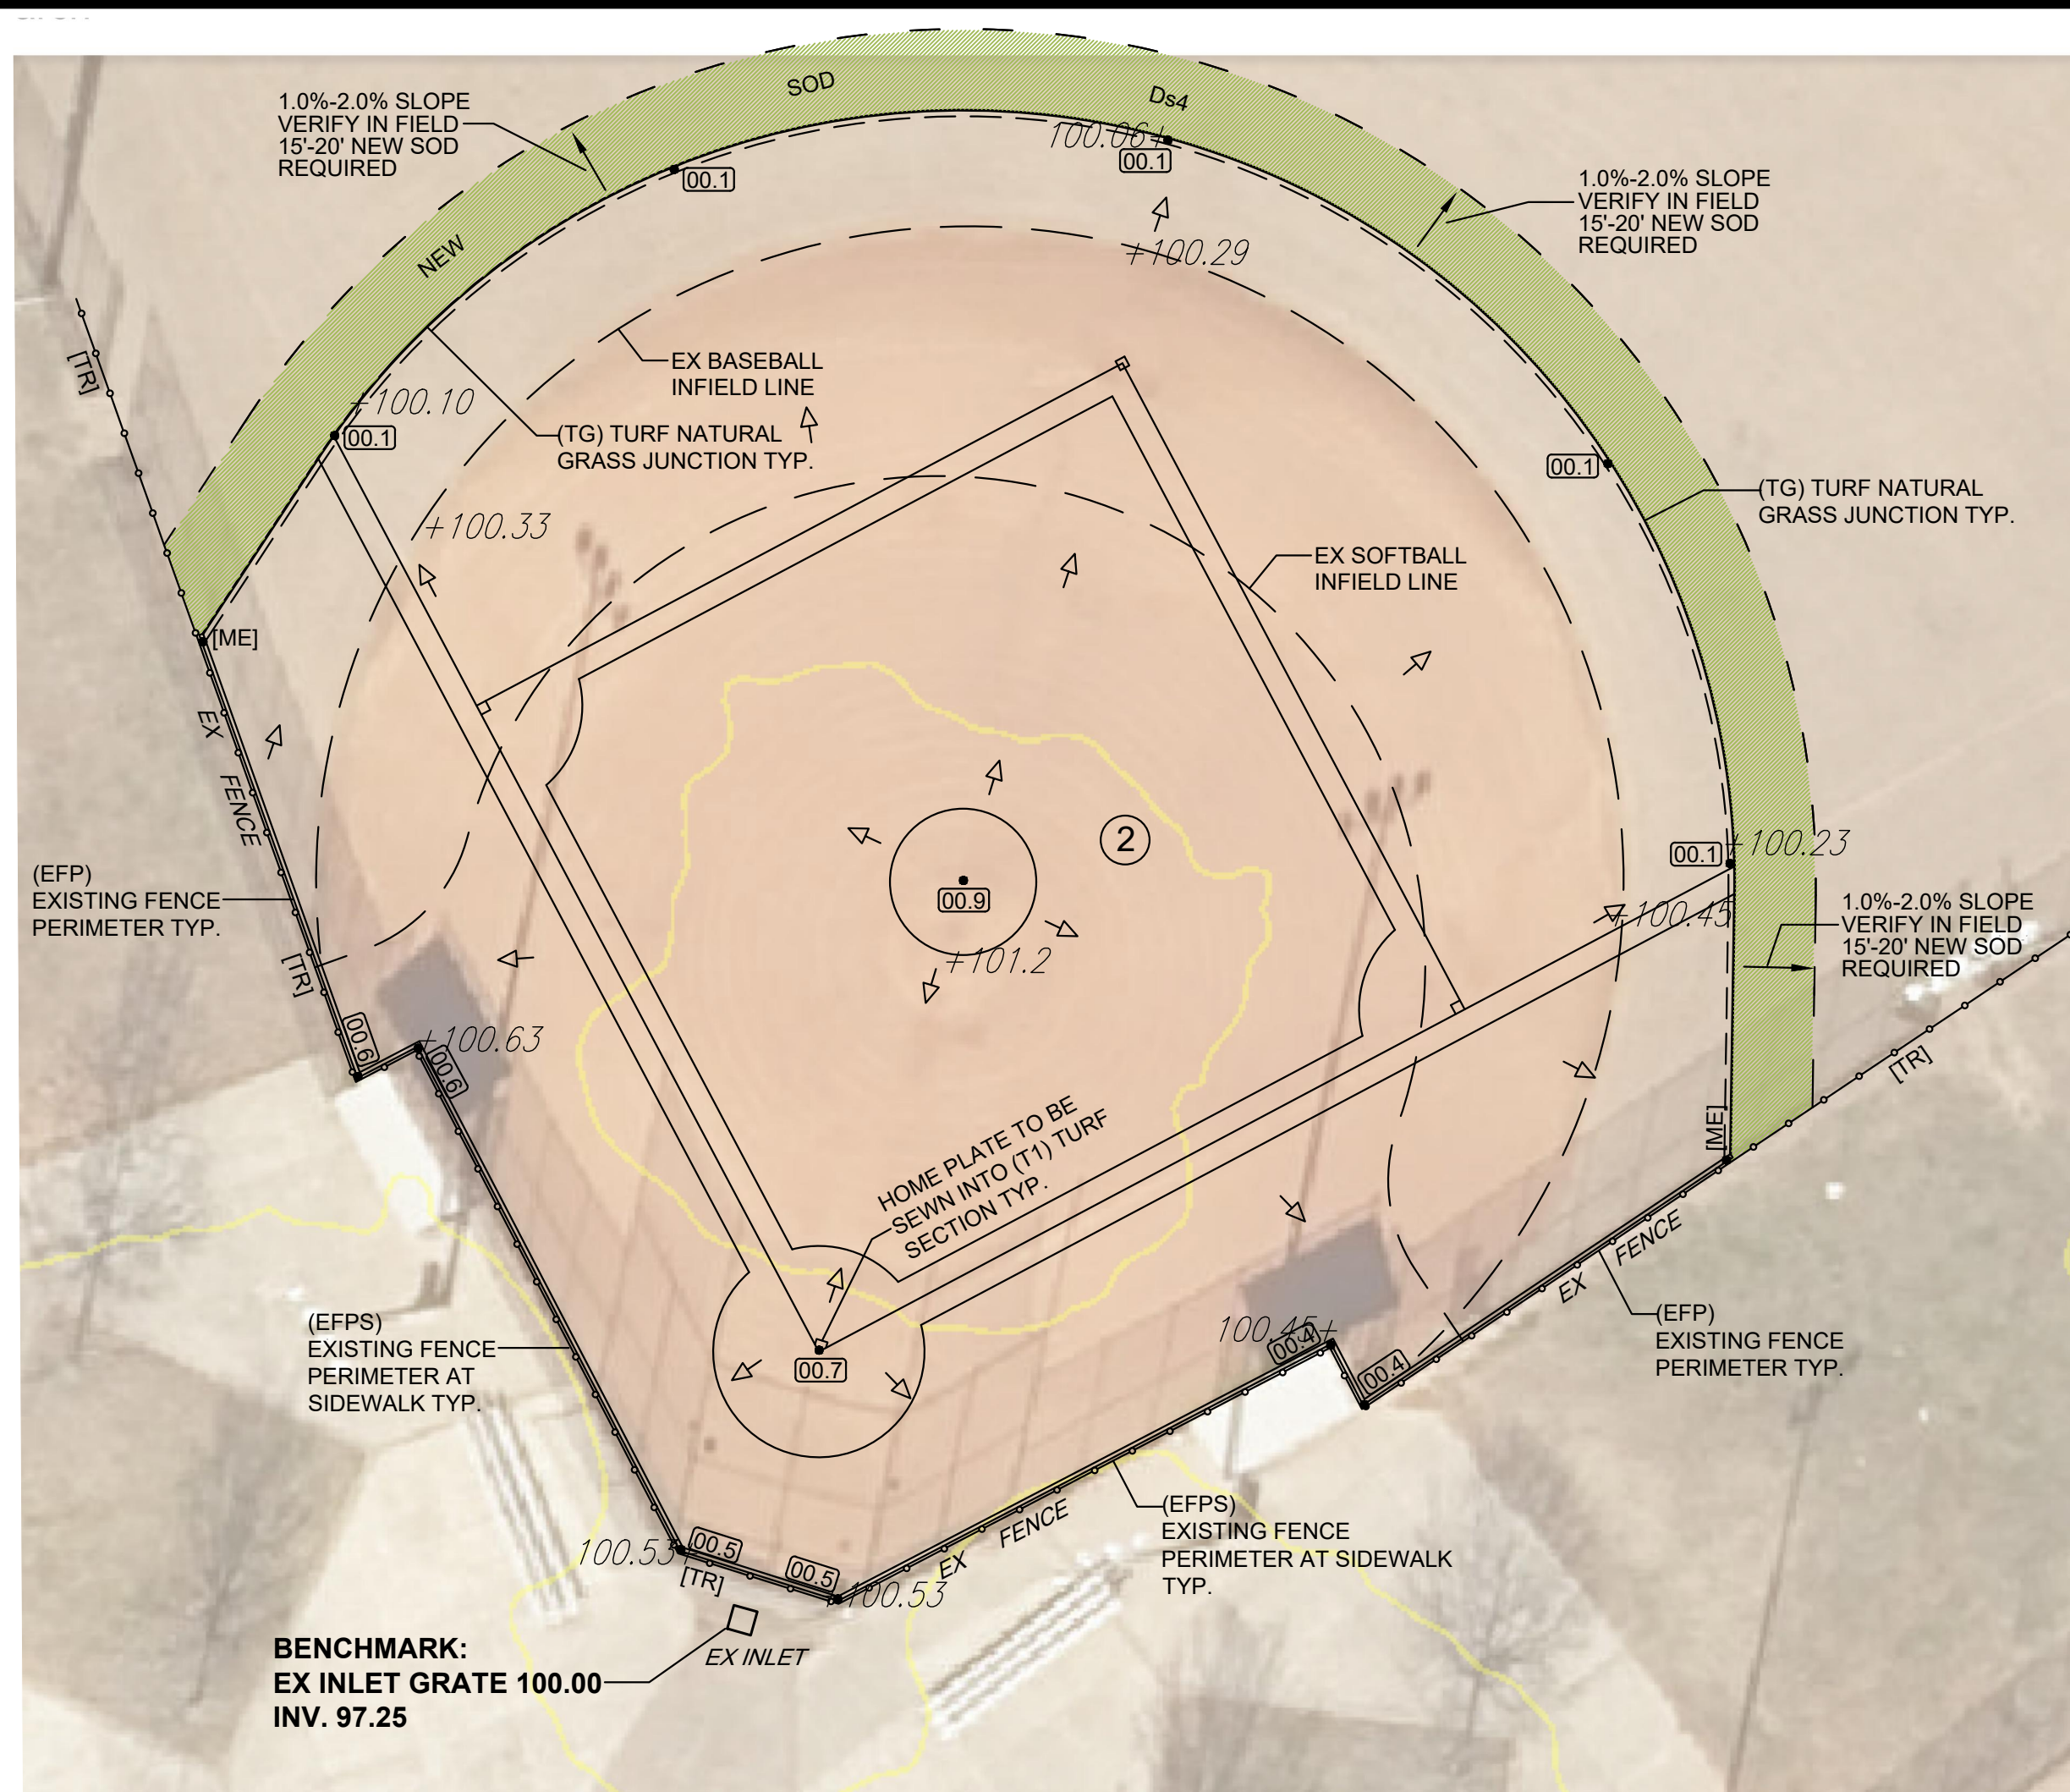 SOD
Ds4
1.0%-2.0% SLOPE
VERIFY IN FIELD
15'-20' NEW SOD
REQUIRED
100.06+
00.1
00.1
1.0%-2.0% SLOPE
VERIFY IN FIELD
15'-20' NEW SOD
REQUIRED
NEW
+100.29
[TR]
EX BASEBALL
INFIELD LINE
+100.10
00.1
(TG) TURF NATURAL
GRASS JUNCTION TYP.
00.1
(TG) TURF NATURAL
GRASS JUNCTION TYP.
+100.33
EX SOFTBALL
INFIELD LINE
[ME]
EX
FENCE
2
00.1
+100.23
(EFP)
EXISTING FENCE
PERIMETER TYP.
00.9
+100.45
1.0%-2.0% SLOPE
VERIFY IN FIELD
15'-20' NEW SOD
REQUIRED
+101.2
[TR]
00.6
+100.63
00.6
[TR]
[ME]
HOME PLATE TO BE
SEWN INTO (T1) TURF
SECTION TYP.
EX FENCE
(EFP)
EXISTING FENCE
PERIMETER TYP.
(EFPS)
EXISTING FENCE
PERIMETER AT
SIDEWALK TYP.
100.45+
00.4
00.4
00.7
(EFPS)
EXISTING FENCE
PERIMETER AT SIDEWALK
TYP.
EX FENCE
100.53
00.5
00.5
[TR]
100.53
EX INLET
BENCHMARK:
EX INLET GRATE 100.00
INV. 97.25